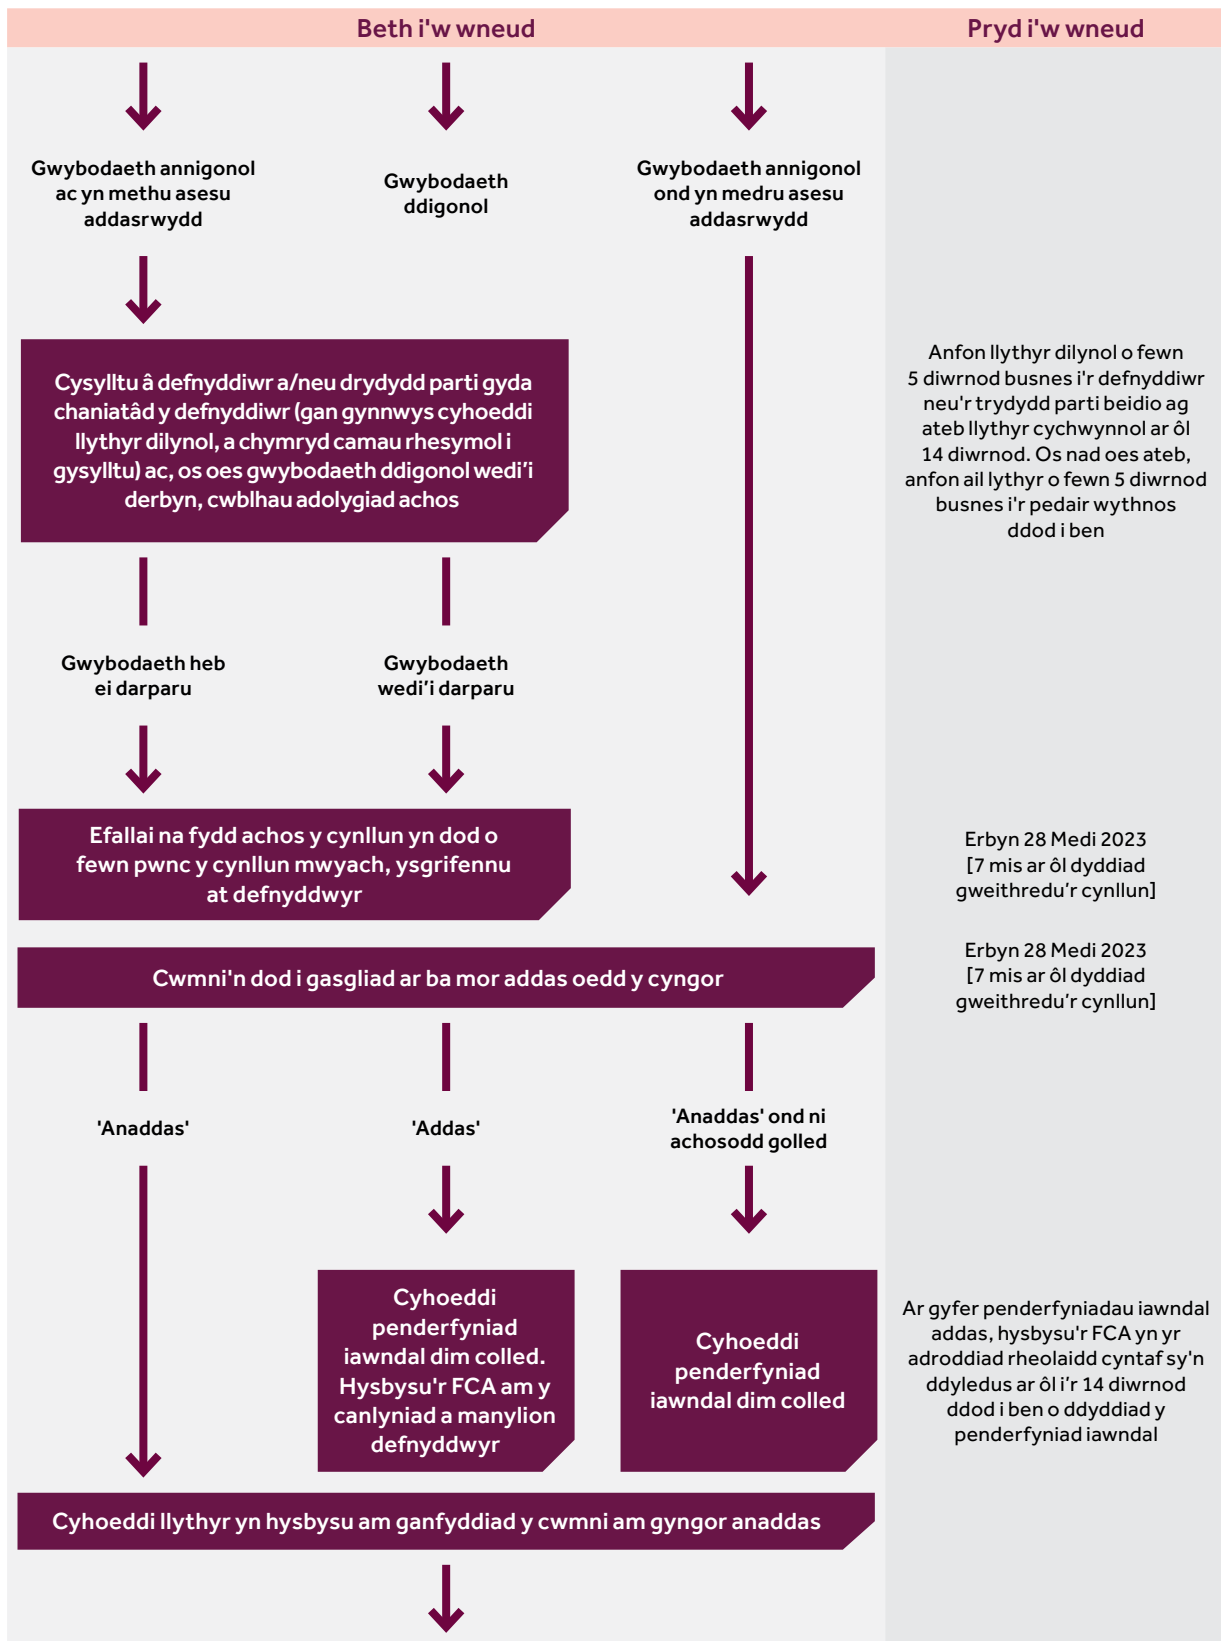 Beth i'w wneud
Pryd i'w wneud
Gwybodaeth annigonol
ac yn methu asesu
addasrwydd
Gwybodaeth
ddigonol
Gwybodaeth annigonol
ond yn medru asesu
addasrwydd
Cysylltu â defnyddiwr a/neu drydydd parti gyda
chaniatâd y defnyddiwr (gan gynnwys cyhoeddi
llythyr dilynol, a chymryd camau rhesymol i
gysylltu) ac, os oes gwybodaeth ddigonol wedi'i
derbyn, cwblhau adolygiad achos
Anfon llythyr dilynol o fewn
5 diwrnod busnes i'r defnyddiwr
neu'r trydydd parti beidio ag
ateb llythyr cychwynnol ar ôl
14 diwrnod. Os nad oes ateb,
anfon ail lythyr o fewn 5 diwrnod
busnes i'r pedair wythnos
ddod i ben
Gwybodaeth heb
ei darparu
Gwybodaeth
wedi'i darparu
Efallai na fydd achos y cynllun yn dod o
fewn pwnc y cynllun mwyach, ysgrifennu
at defnyddwyr
Erbyn 28 Medi 2023
[7 mis ar ôl dyddiad
gweithredu'r cynllun]
Cwmni'n dod i gasgliad ar ba mor addas oedd y cyngor
Erbyn 28 Medi 2023
[7 mis ar ôl dyddiad
gweithredu'r cynllun]
'Anaddas'
'Addas'
'Anaddas' ond ni
achosodd golled
Cyhoeddi
penderfyniad
iawndal dim colled.
Hysbysu'r FCA am y
canlyniad a manylion
defnyddwyr
Cyhoeddi
penderfyniad
iawndal dim colled
Ar gyfer penderfyniadau iawndal
addas, hysbysu'r FCA yn yr
adroddiad rheolaidd cyntaf sy'n
ddyledus ar ôl i'r 14 diwrnod
ddod i ben o ddyddiad y
penderfyniad iawndal
Cyhoeddi llythyr yn hysbysu am ganfyddiad y cwmni am gyngor anaddas